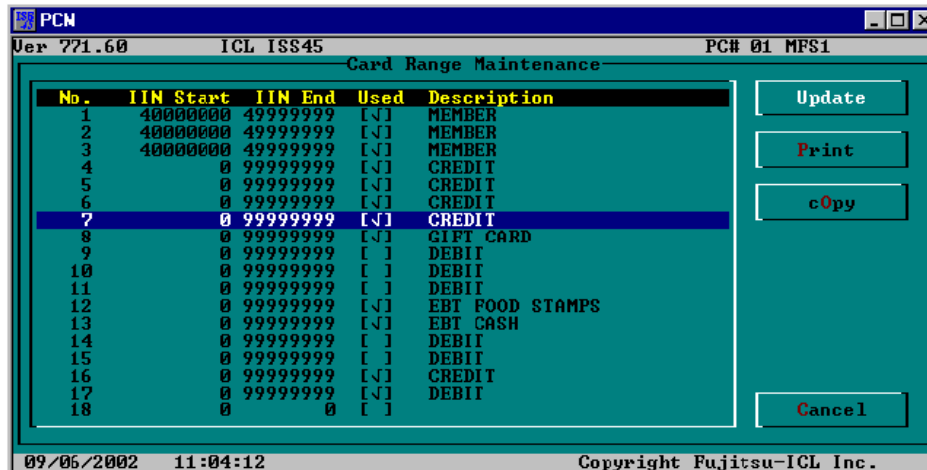 PCN
Ver 771.60 ICL ISS45 PC# 01 MFS1
Card Range Maintenance
No. IIN Start IIN End Used Description
1 40000000 49999999 [√] MEMBER
2 40000000 49999999 [√] MEMBER
3 40000000 49999999 [√] MEMBER
4 0 99999999 [√] CREDIT
5 0 99999999 [√] CREDIT
6 0 99999999 [√] CREDIT
7 0 99999999 [√] CREDIT
8 0 99999999 [√] GIFT CARD
9 0 99999999 [ ] DEBIT
10 0 99999999 [ ] DEBIT
11 0 99999999 [ ] DEBIT
12 0 99999999 [√] EBT FOOD STAMPS
13 0 99999999 [√] EBT CASH
14 0 99999999 [ ] DEBIT
15 0 99999999 [ ] DEBIT
16 0 99999999 [√] CREDIT
17 0 99999999 [√] DEBIT
18 0 0 [ ]
Update
Print
cOpy
Cancel
09/06/2002 11:04:12 Copyright Fujitsu-ICL Inc.